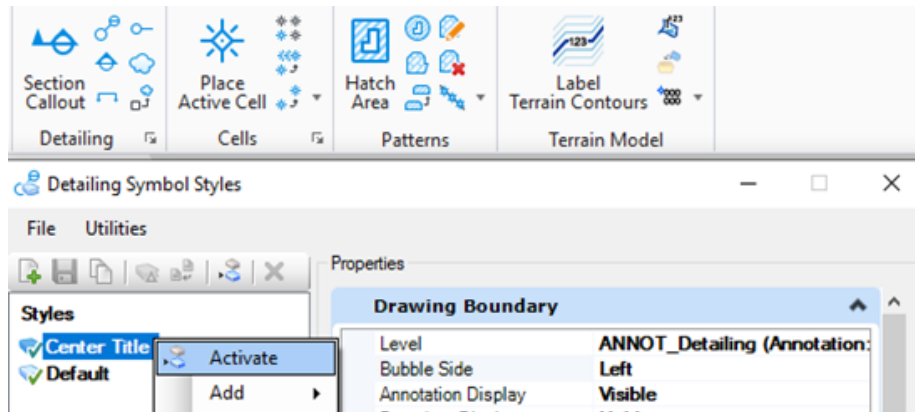 123
123
Section
Callout
Place
Active Cell
Hatch
Area
Label
Terrain Contours
Detailing
Cells
Patterns
Terrain Model
Detailing Symbol Styles
File Utilities
Properties
Styles
Drawing Boundary
Center Title
Activate
Level ANNOT_Detailing (Annotation:
Default
Bubble Side Left
Add
Annotation Display Visible